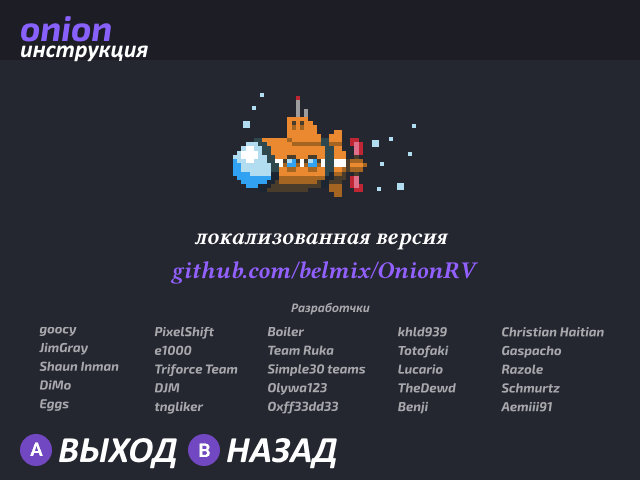 onion
инструкция
локализованная версия
github.com/belmix/OnionRV
Разработчки
goocy PixelShift Boiler khld939 Christian Haitian
JimGray e1000 Team Ruka Totofaki Gaspacho
Shaun Inman Triforce Team Simple30 teams Lucario Razole
DiMo DJM Olywa123 TheDewd Schmurtz
Eggs tngliker Oxff33dd33 Benji Aemiii91
A ВЫХОД B НАЗАД